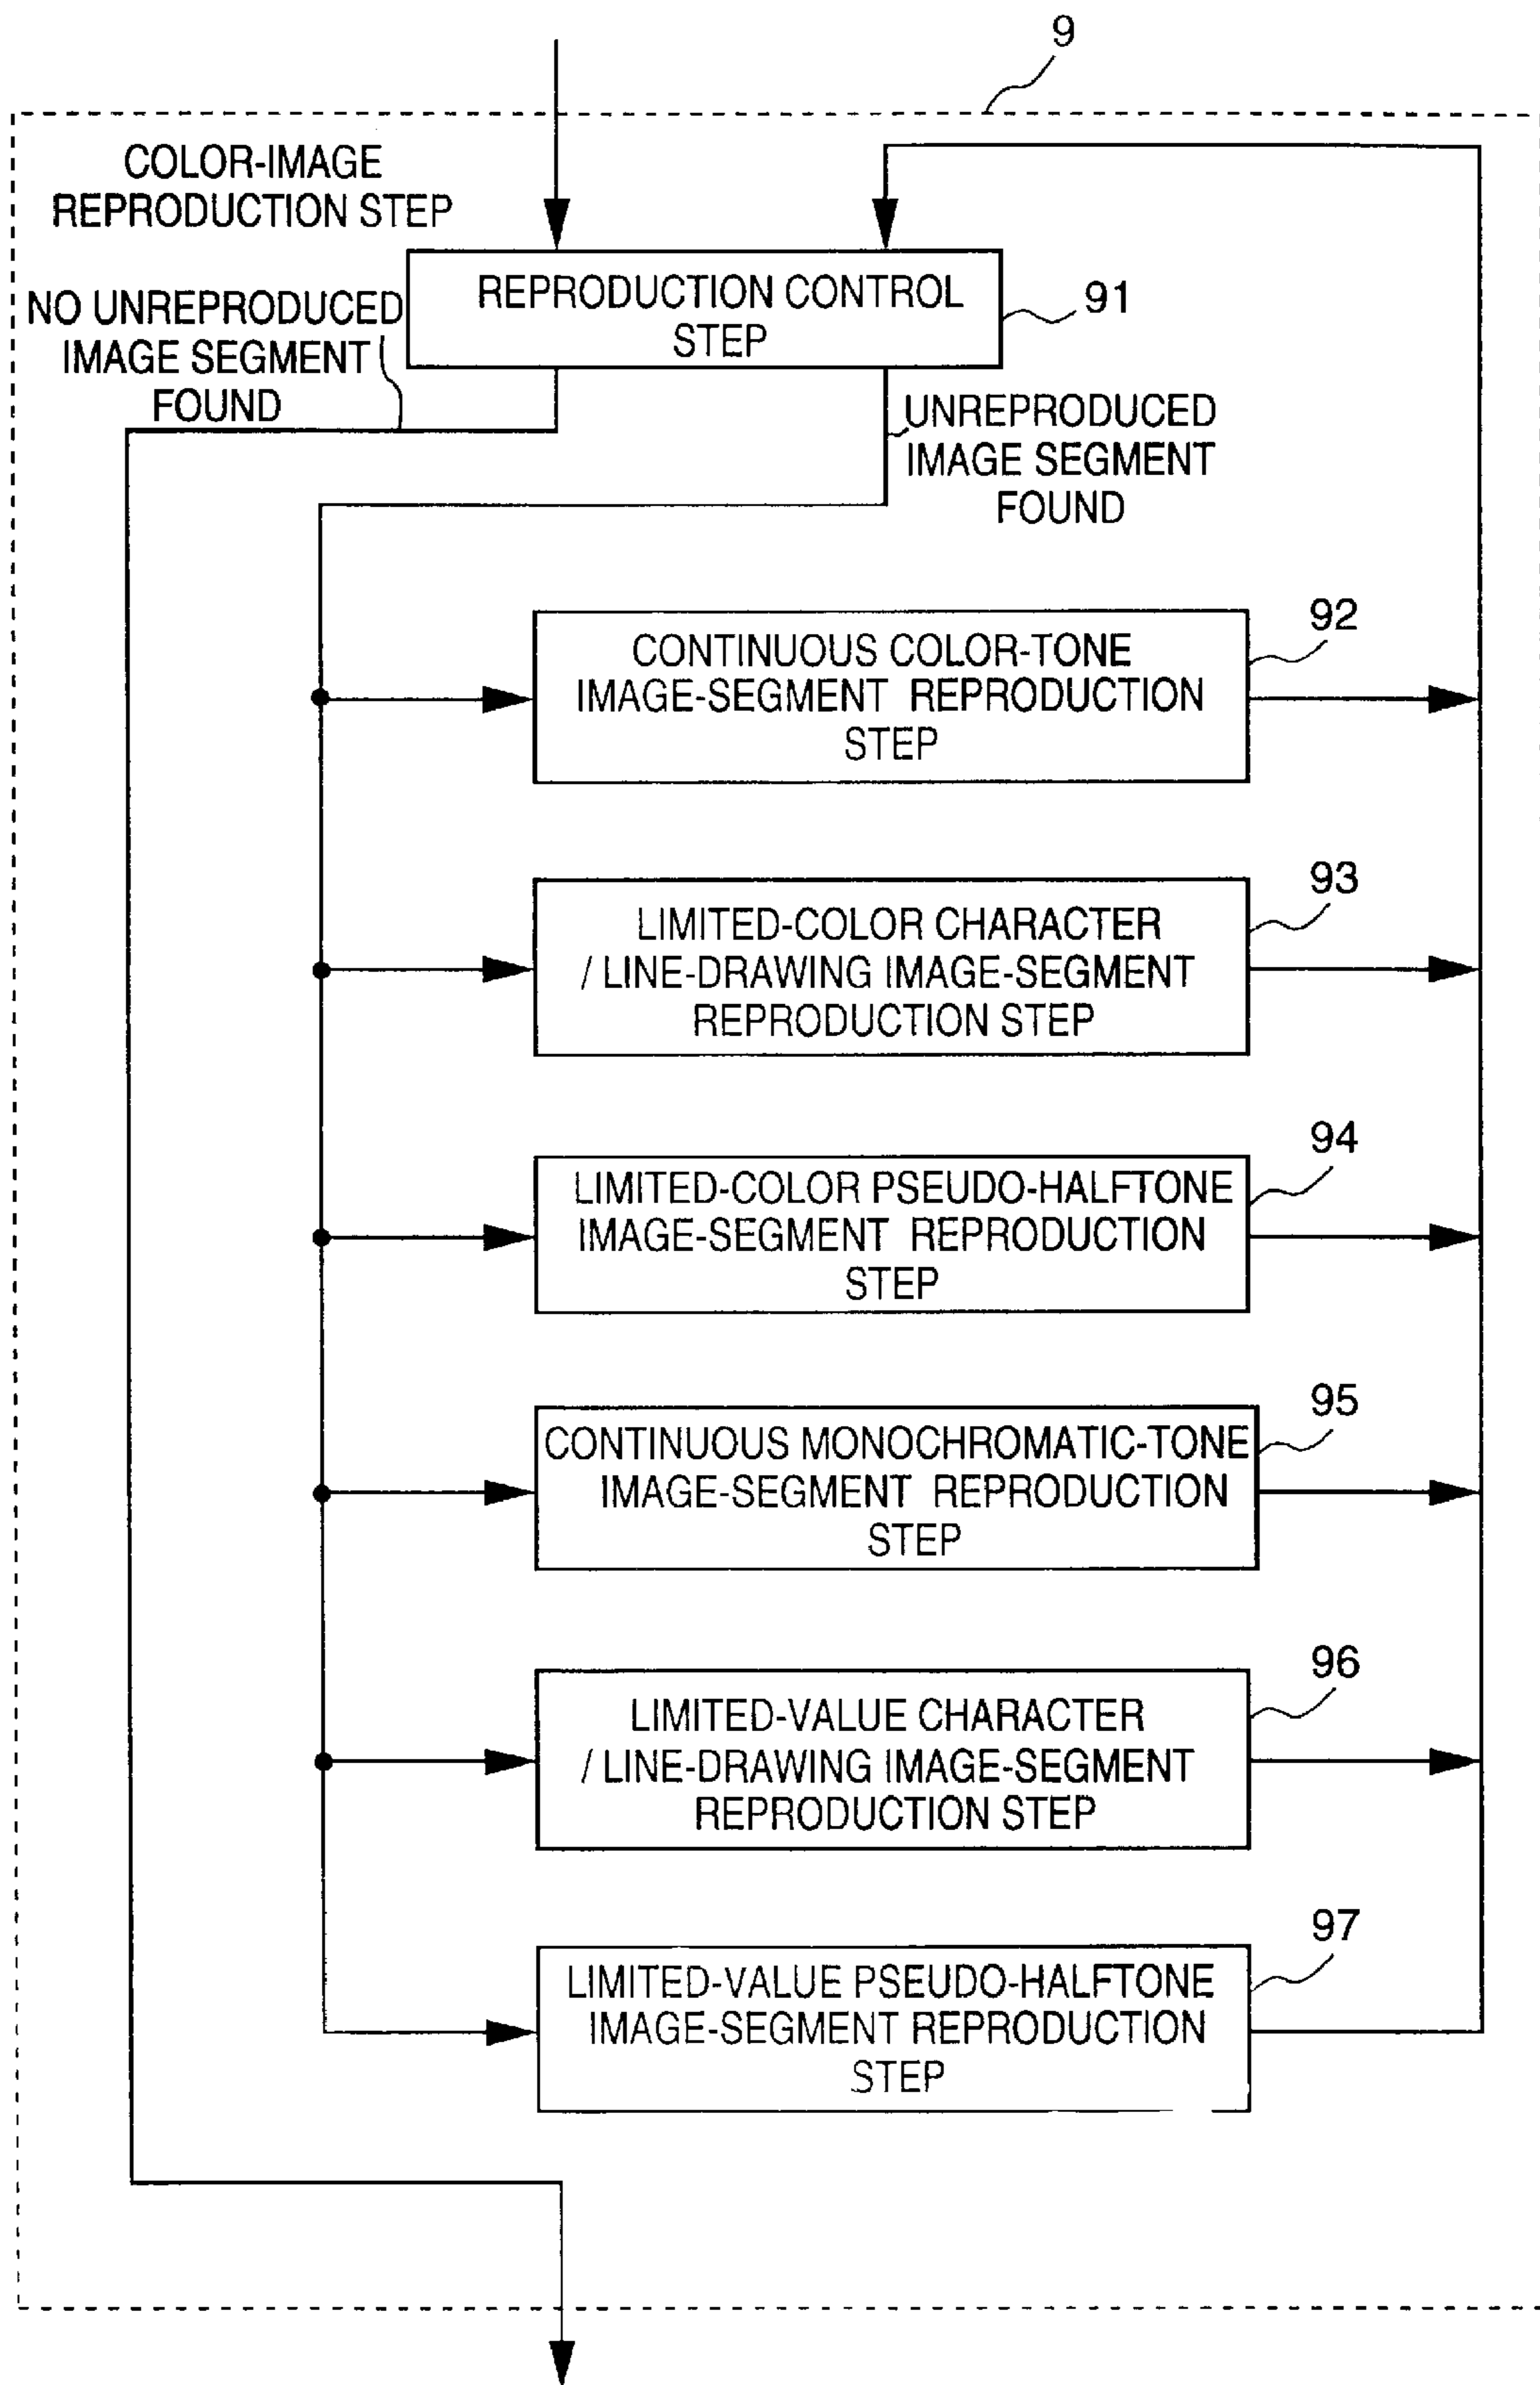 9
COLOR-IMAGE
REPRODUCTION STEP
REPRODUCTION CONTROL
STEP
91
NO UNREPRODUCED
IMAGE SEGMENT
FOUND
UNREPRODUCED
IMAGE SEGMENT
FOUND
92
CONTINUOUS COLOR-TONE
IMAGE-SEGMENT REPRODUCTION
STEP
93
LIMITED-COLOR CHARACTER
/ LINE-DRAWING IMAGE-SEGMENT
REPRODUCTION STEP
94
LIMITED-COLOR PSEUDO-HALFTONE
IMAGE-SEGMENT REPRODUCTION
STEP
95
CONTINUOUS MONOCHROMATIC-TONE
IMAGE-SEGMENT REPRODUCTION
STEP
96
LIMITED-VALUE CHARACTER
/ LINE-DRAWING IMAGE-SEGMENT
REPRODUCTION STEP
97
LIMITED-VALUE PSEUDO-HALFTONE
IMAGE-SEGMENT REPRODUCTION
STEP